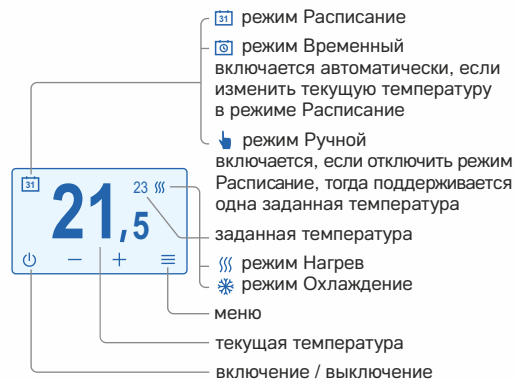 31 режим Расписание
режим Временный
включается автоматически, если
изменить текущую температуру
в режиме Расписание
режим Ручной
включается, если отключить режим
Расписание, тогда поддерживается
одна заданная температура
31
23
21,5
заданная температура
режим Нагрев
режим Охлаждение
меню
текущая температура
включение / выключение